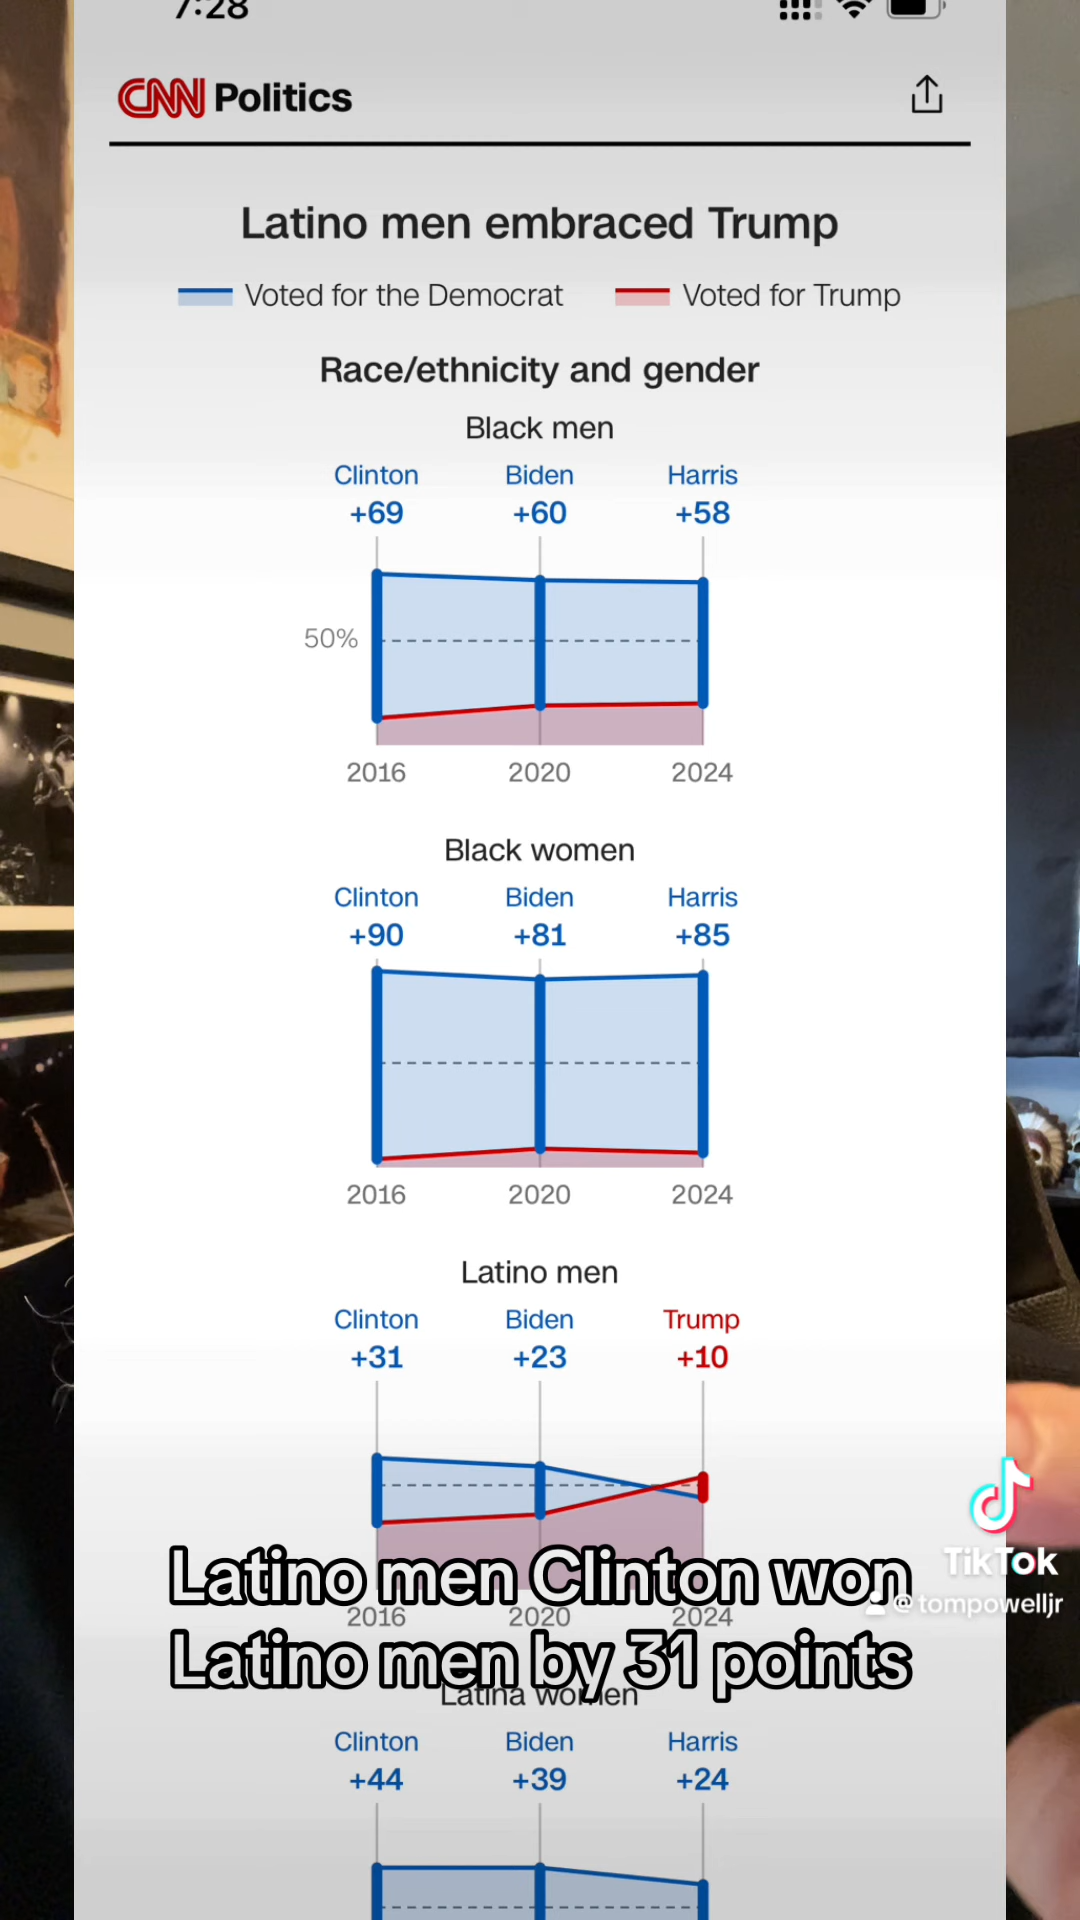 7:28
CNN Politics
Latino men embraced Trump
Voted for the Democrat Voted for Trump
Race/ethnicity and gender
Black men
Clinton Biden Harris
+69 +60 +58
50%
2016 2020 2024
Black women
Clinton Biden Harris
+90 +81 +85
2016 2020 2024
Latino men
Clinton Biden Trump
+31 +23 +10
TikTok
@tompowelljr
Latino men Clinton won
2016 2020 2024
Latino men by 31 points
Latina women
Clinton Biden Harris
+44 +39 +24